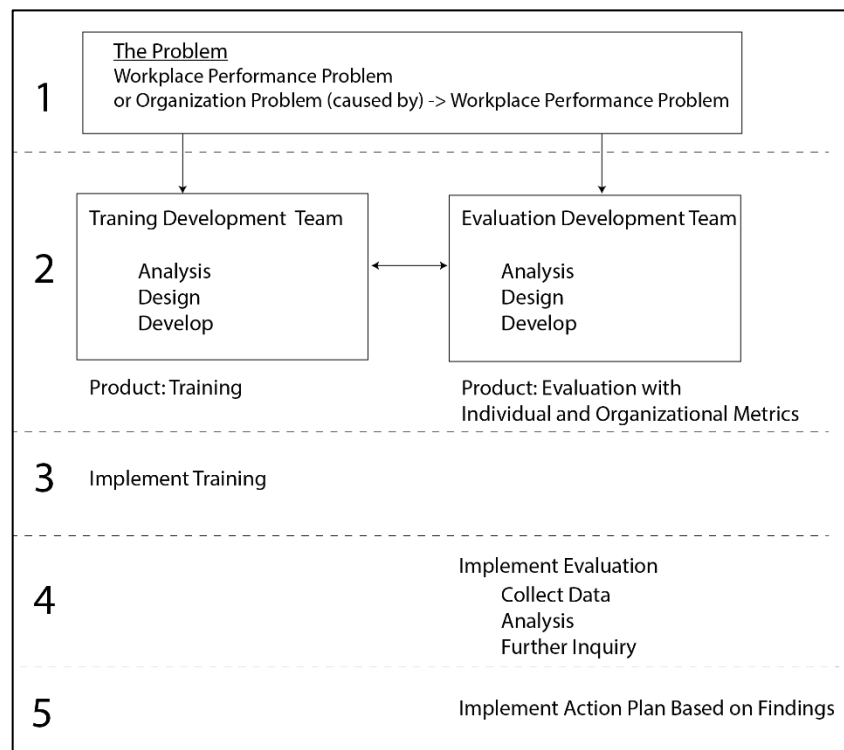 1
The Problem
Workplace Performance Problem
or Organization Problem (caused by) -> Workplace Performance Problem
2
Traning Development Team
Analysis
Design
Develop
Product: Training
Evaluation Development Team
Analysis
Design
Develop
Product: Evaluation with
Individual and Organizational Metrics
3
Implement Training
4
Implement Evaluation
Collect Data
Analysis
Further Inquiry
5
Implement Action Plan Based on Findings